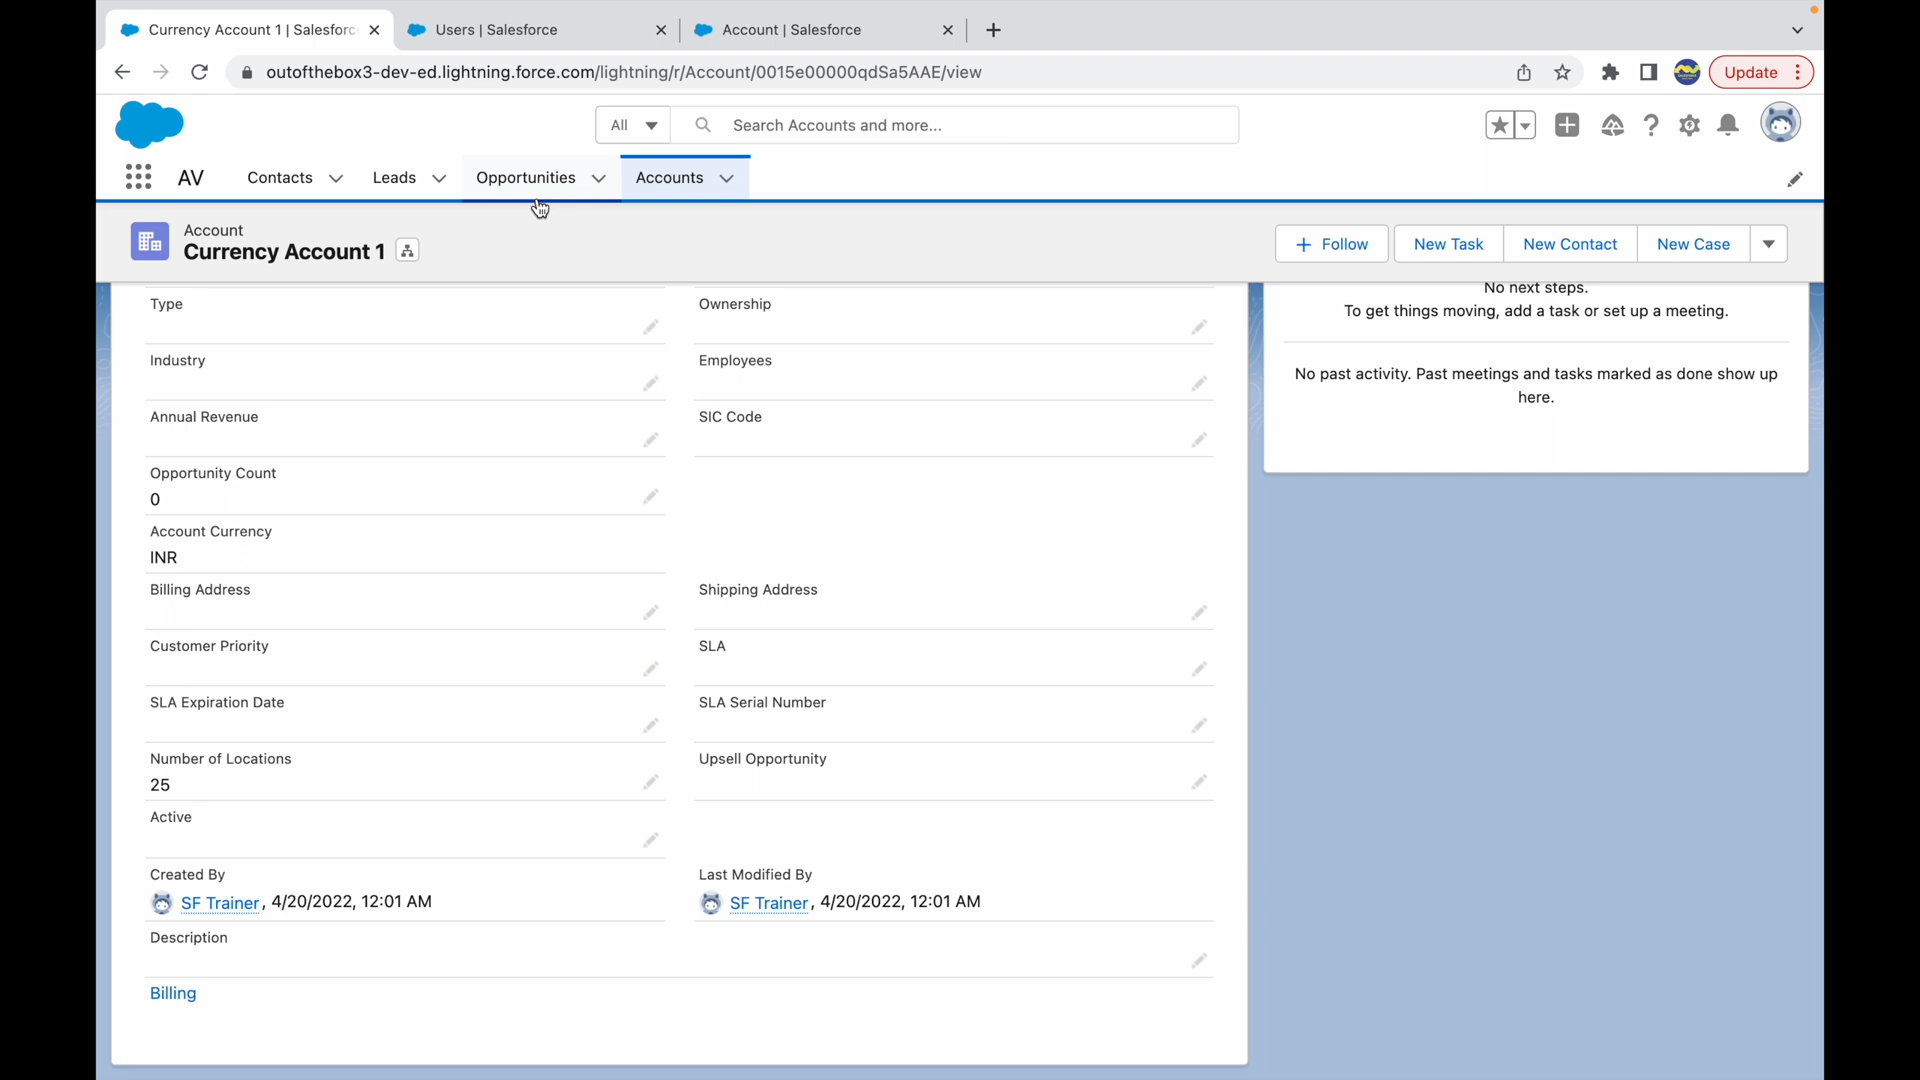 Currency Account 1 | Salesforc
Users | Salesforce
Account | Salesforce
outofthebox3-dev-ed.lightning.force.com/lightning/r/Account/0015e00000qdSa5AAE/view
Update
All
Search Accounts and more...
AV
Contacts
Leads
Opportunities
Accounts
Account
Currency Account 1
Follow
New Task
New Contact
New Case
No next steps.
To get things moving, add a task or set up a meeting.
No past activity. Past meetings and tasks marked as done show up
here.
Type
Ownership
Industry
Employees
Annual Revenue
SIC Code
Opportunity Count
0
Account Currency
INR
Billing Address
Shipping Address
Customer Priority
SLA
SLA Expiration Date
SLA Serial Number
Number of Locations
25
Upsell Opportunity
Active
Created By
SF Trainer, 4/20/2022, 12:01 AM
Last Modified By
SF Trainer, 4/20/2022, 12:01 AM
Description
Billing